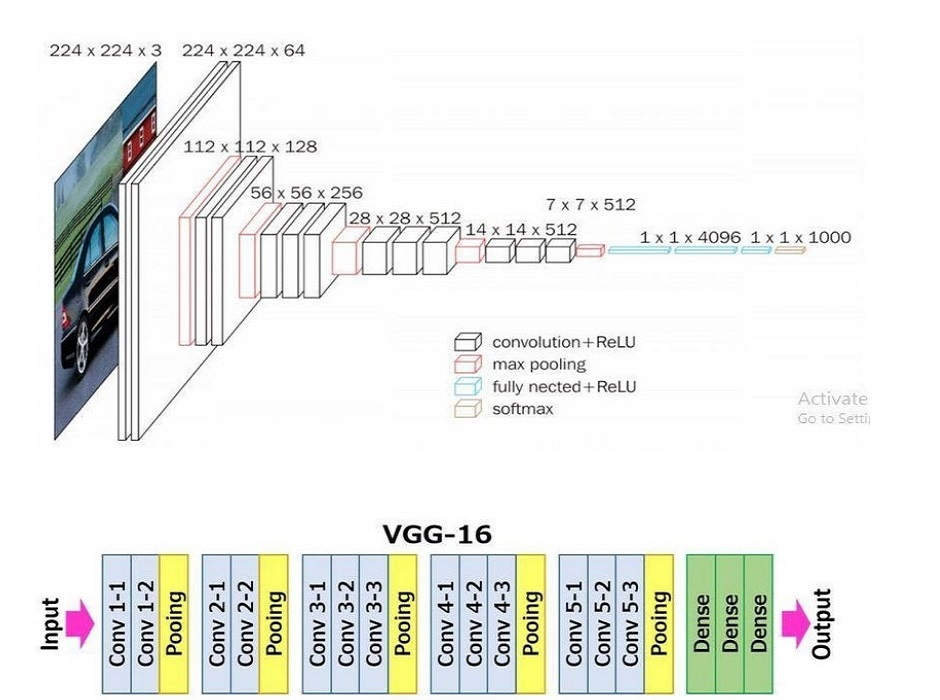 224 x 224 x 3 224 x 224 x 64
112 x 112 x 128
56 x 56 x 256
28 x 28 x 512
14 x 14 x 512
7 x 7 x 512
1 x 1 x 4096 1 x 1 x 1000
convolution+ReLU
max pooling
fully nected+ReLU
softmax
Activate
Go to Setti
VGG-16
Input
Conv 1-1
Conv 1-2
Pooing
Conv 2-1
Conv 2-2
Pooing
Conv 3-1
Conv 3-2
Conv 3-3
Pooing
Conv 4-1
Conv 4-2
Conv 4-3
Pooing
Conv 5-1
Conv 5-2
Conv 5-3
Pooing
Dense
Dense
Dense
Output